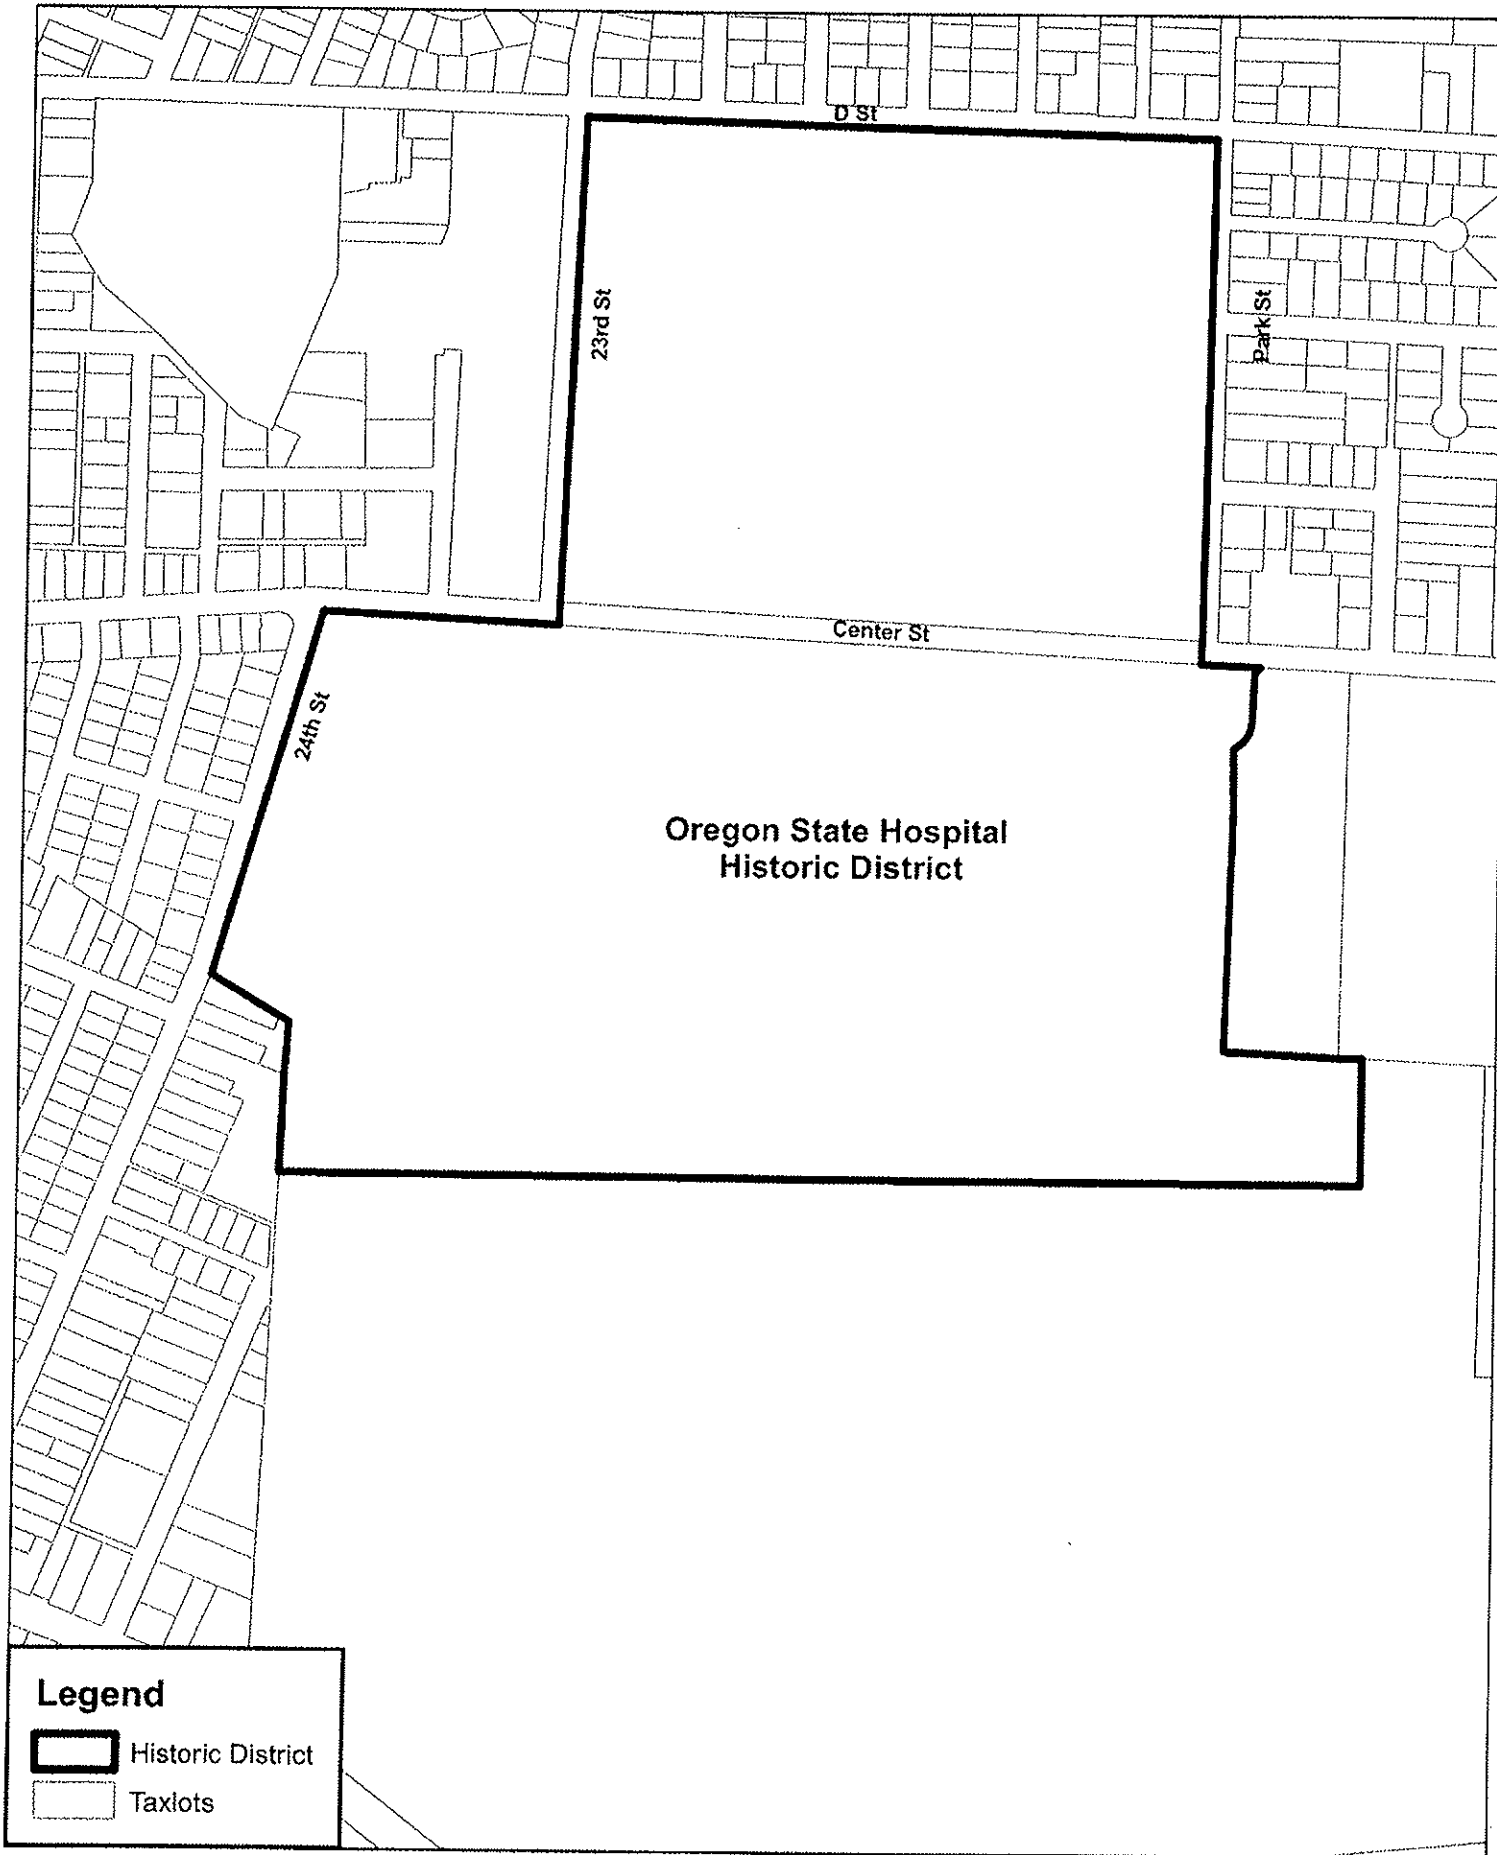 D St
23rd St
Park St
Center St
24th St
Oregon State Hospital
Historic District
Legend
Historic District
Taxlots